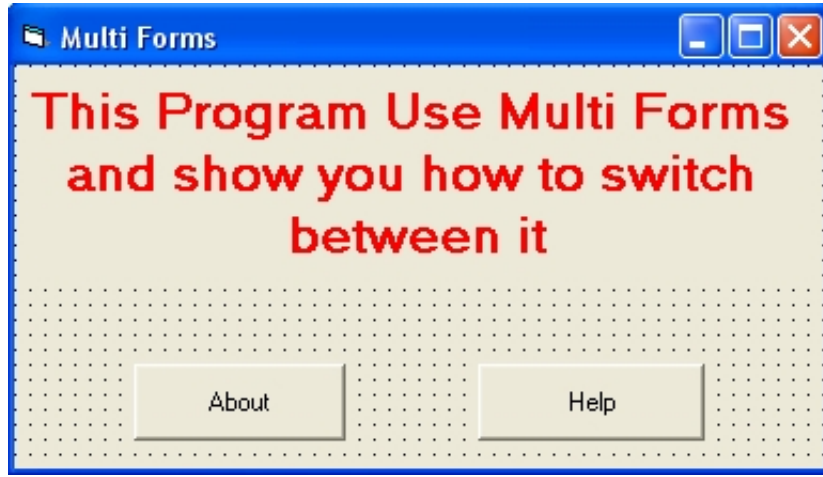 Multi Forms
This Program Use Multi Forms
and show you how to switch
between it
About
Help